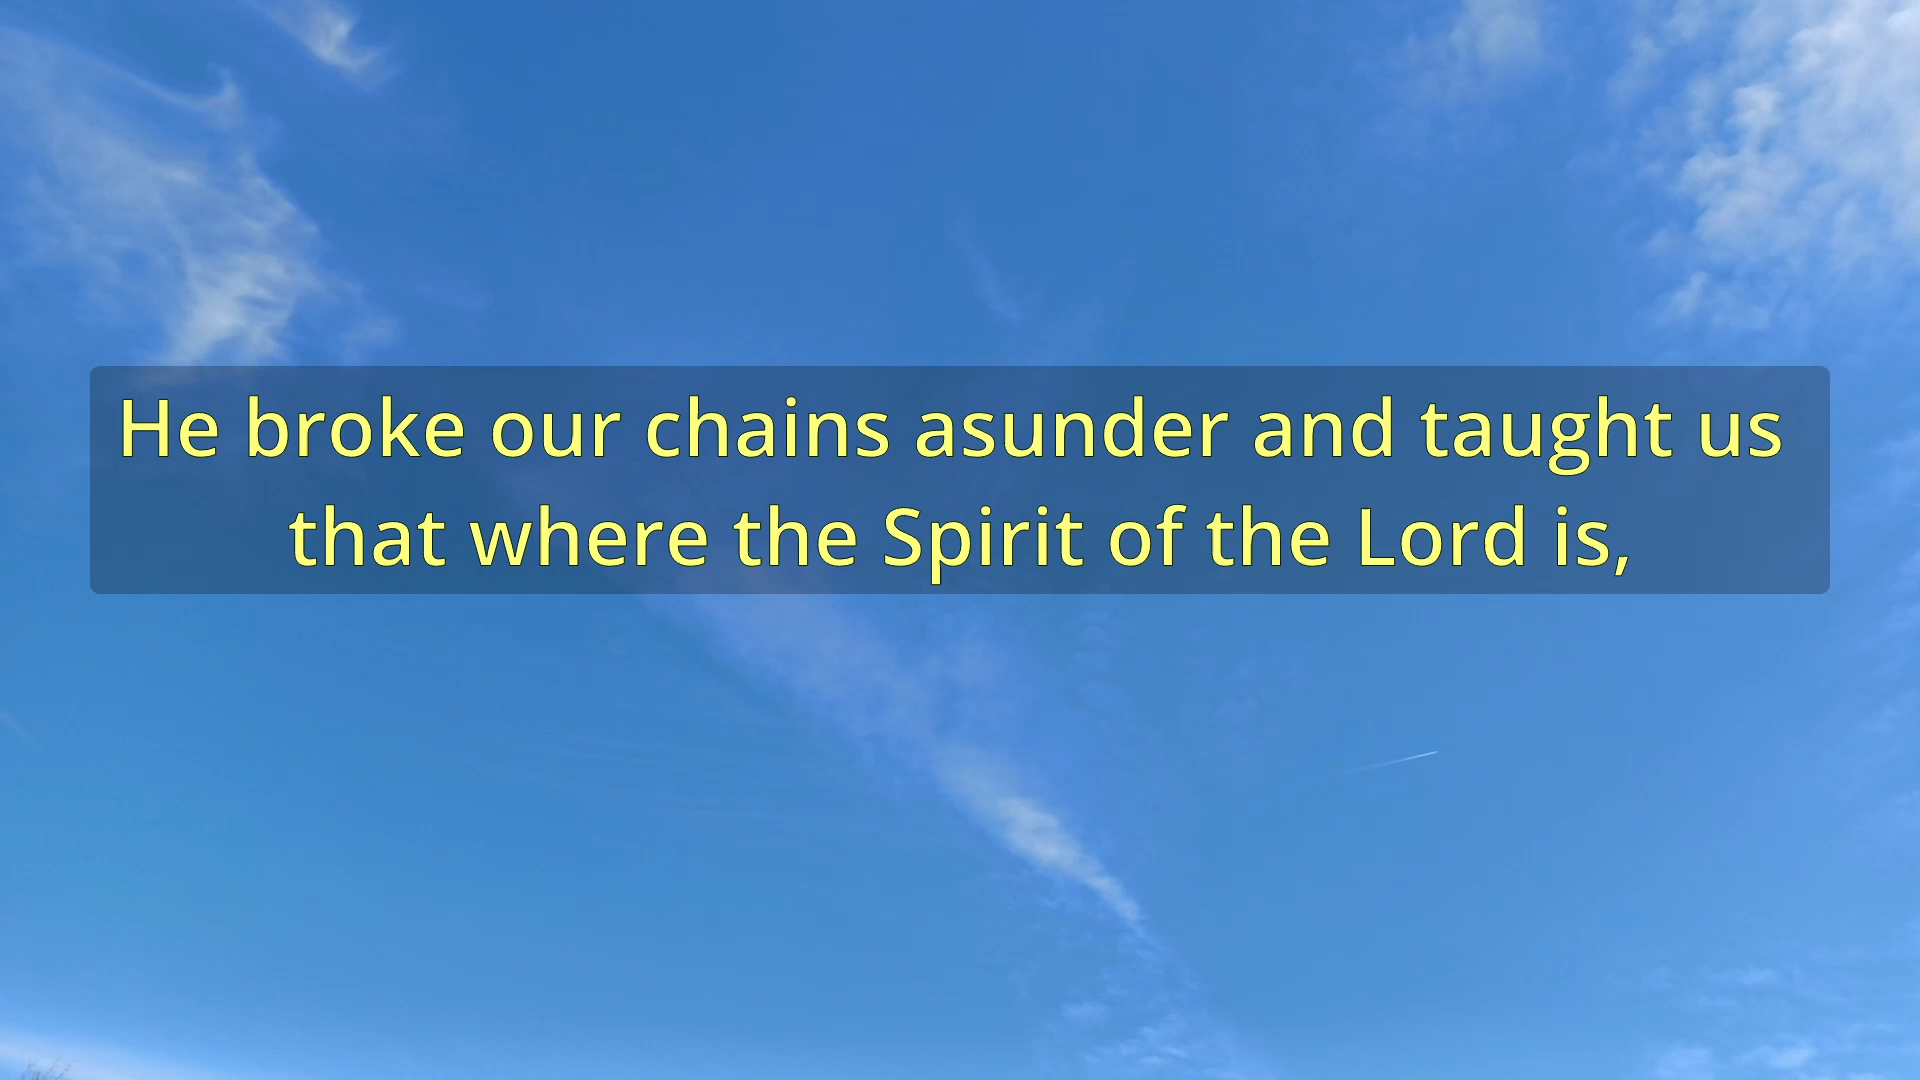 He broke our chains asunder and taught us
that where the Spirit of the Lord is,